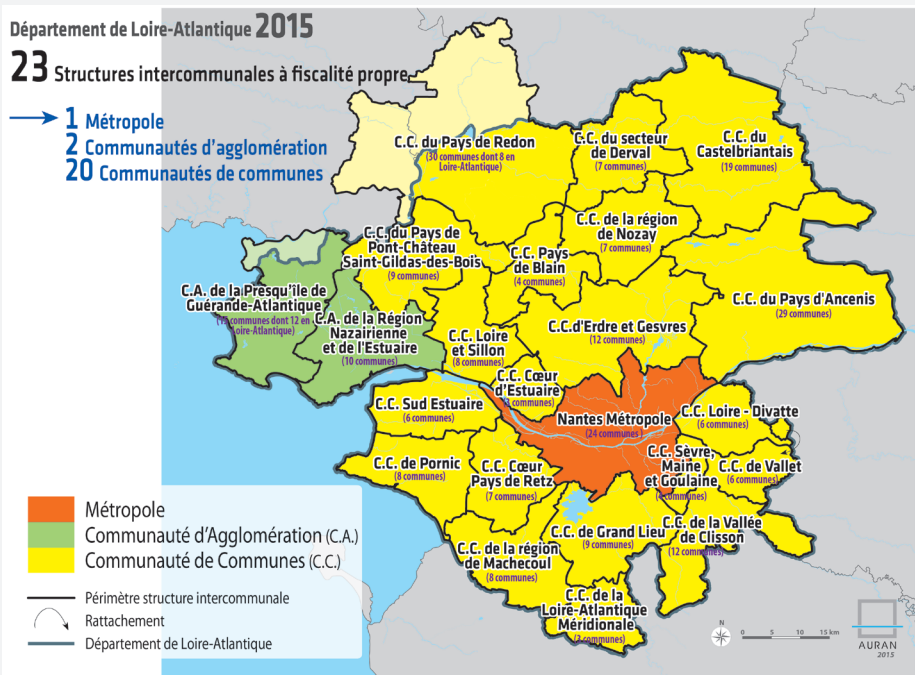 Département de Loire-Atlantique 2015
23 Structures intercommunales à fiscalité propre
1 Métropole
2 Communautés d'agglomération
20 Communautés de communes
C.C. du Pays de Redon
(30 communes dont 8 en
Loire-Atlantique)
C.C. du secteur
de Derval
(7 communes)
C.C. du
Castelbriantais
(19 communes)
C.C. de la région
de Nozay
(7 communes)
C.C. du Pays de
Pont-Château
Saint-Gildas-des-Bois
(9 communes)
C.C. Pays
de Blain
(4 communes)
C.A. de la Presqu'île de
Guérande-Atlantique
communes dont 12 en
Loire-Atlantique)
C.A. de la Région
Nazairienne
et de l'Estuaire
(10 communes)
C.C. Loire
et Sillon
(8 communes)
C.C.d'Erdre et Gesvres
(12 communes)
C.C. du Pays d'Ancenis
(29 communes)
C.C. Cœur
d'Estuaire
communes)
C.C. Sud Estuaire
(6 communes)
Nantes Métropole
(24 communes )
C.C. Loire - Divatte
(6 communes)
C.C. de Pornic
(8 communes)
C.C. Cœur
Pays de Retz
(7 communes)
C.C. Sèvre,
Maine
et Goulaine
communes)
C.C. de Vallet
(6 communes)
C.C. de Grand Lieu
(9 communes)
C.C. de la Vallée
de Clisson
(12 communes)
C.C. de la région
de Machecoul
(8 communes)
C.C. de la
Loire-Atlantique
Méridionale
communes)
Métropole
Communauté d'Agglomération (C.A.)
Communauté de Communes (C.C.)
Périmètre structure intercommunale
Rattachement
Département de Loire-Atlantique
N
0 5 10 15 km
AURAN
2015